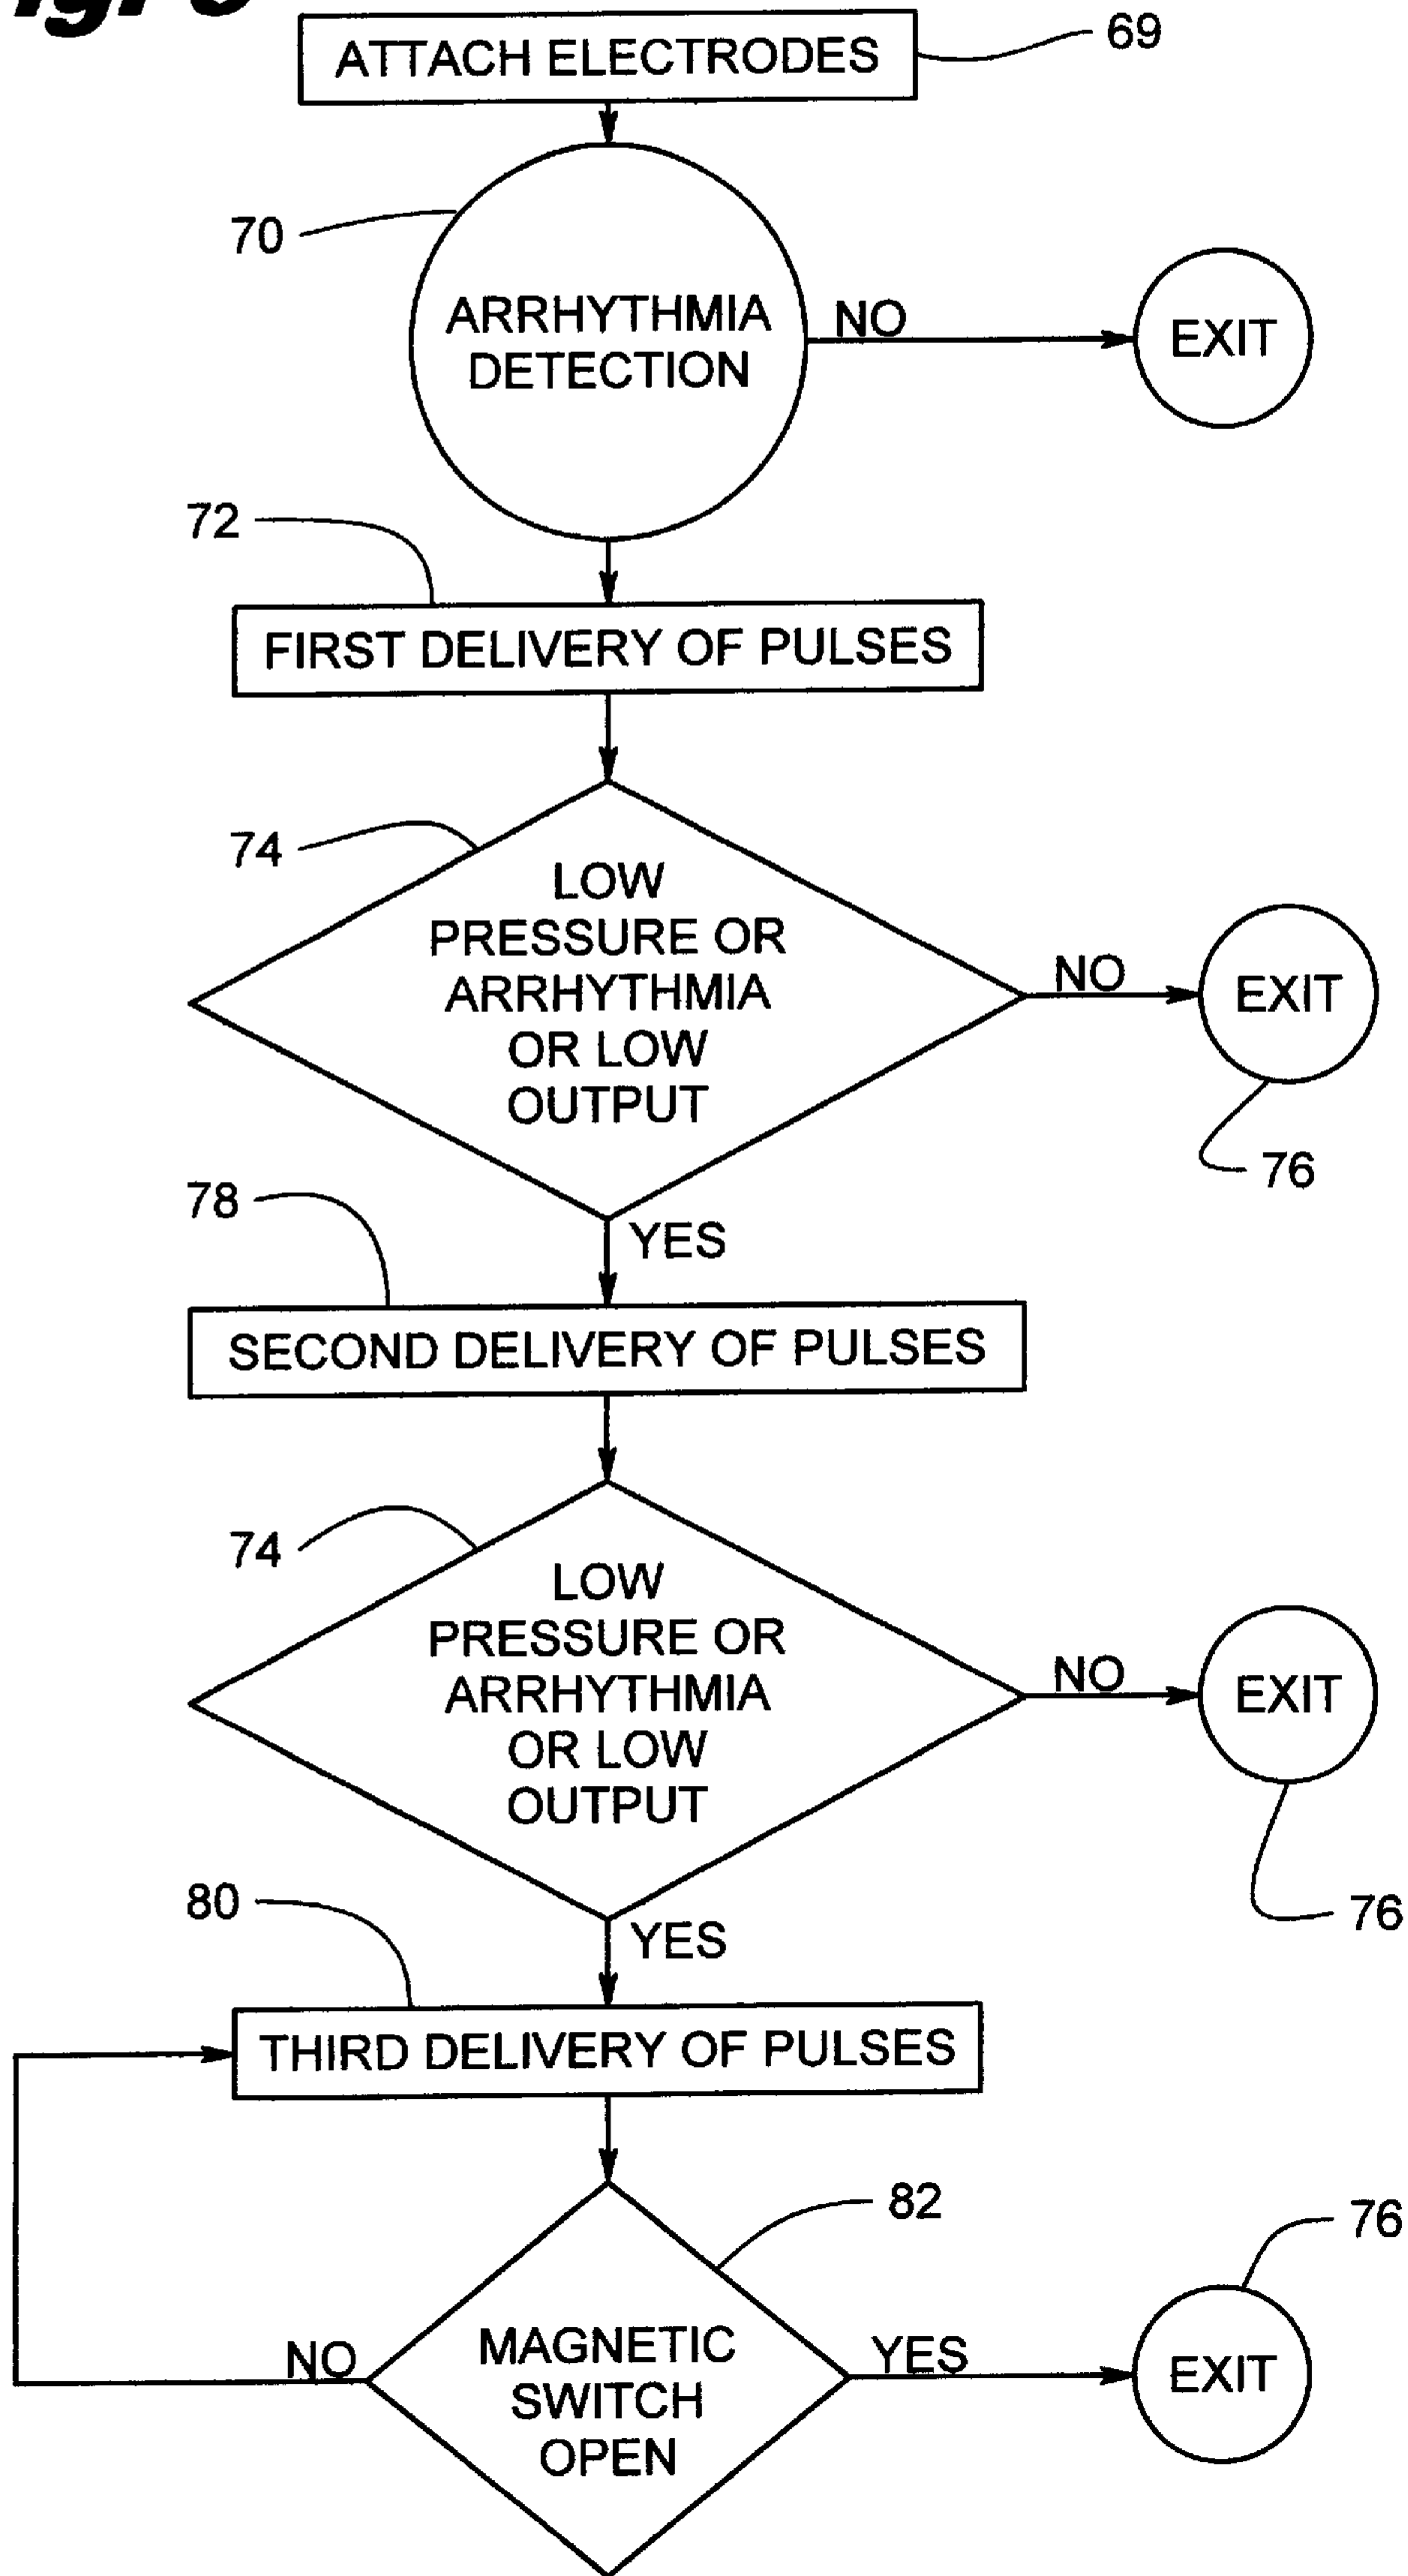 ATTACH ELECTRODES
69
70
ARRHYTHMIA
DETECTION
NO
EXIT
72
FIRST DELIVERY OF PULSES
74
LOW
PRESSURE OR
ARRHYTHMIA
OR LOW
OUTPUT
NO
EXIT
76
78
YES
SECOND DELIVERY OF PULSES
74
LOW
PRESSURE OR
ARRHYTHMIA
OR LOW
OUTPUT
NO
EXIT
76
80
YES
THIRD DELIVERY OF PULSES
82
76
NO
MAGNETIC
SWITCH
OPEN
YES
EXIT